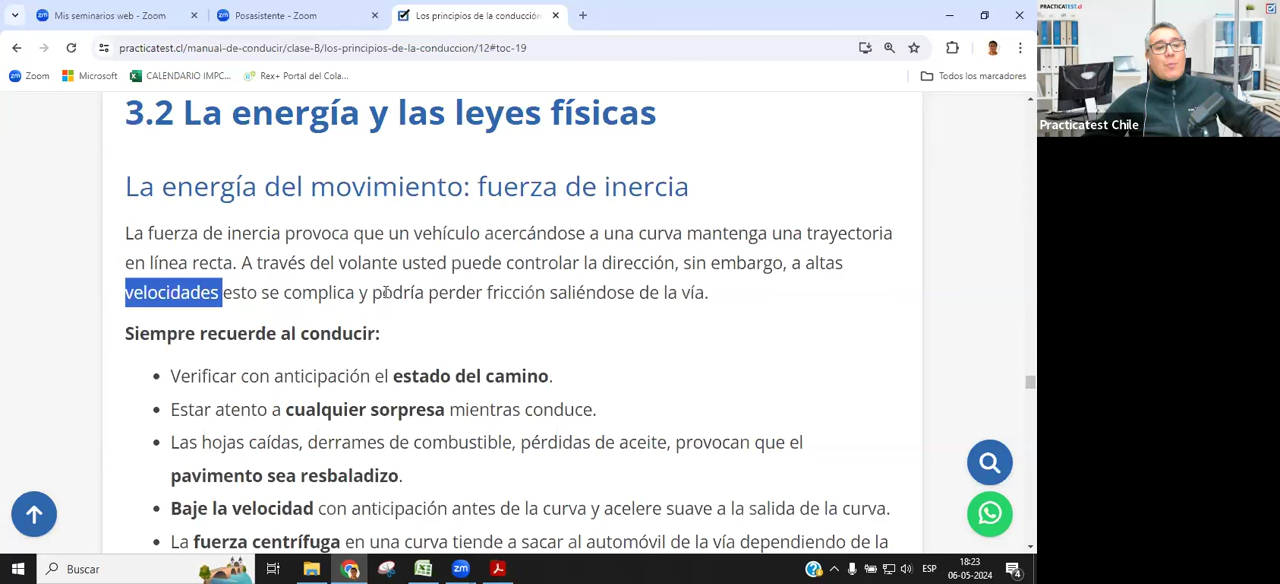 Mis seminarios web - Zoom
Posasistente - Zoom
Los principios de la conducción
practicatest.cl/manual-de-conducir/clase-B/los-principios-de-la-conduccion/12#toc-19
Zoom
Microsoft
CALENDARIO IMPC...
Rex+ Portal del Cola...
Todos los marcadores
PRACTICATEST.cl
Practicatest Chile
3.2 La energía y las leyes físicas
La energía del movimiento: fuerza de inercia
La fuerza de inercia provoca que un vehículo acercándose a una curva mantenga una trayectoria
en línea recta. A través del volante usted puede controlar la dirección, sin embargo, a altas
velocidades esto se complica y podría perder fricción saliéndose de la vía.
Siempre recuerde al conducir:
• Verificar con anticipación el estado del camino.
• Estar atento a cualquier sorpresa mientras conduce.
• Las hojas caídas, derrames de combustible, pérdidas de aceite, provocan que el
pavimento sea resbaladizo.
• Baje la velocidad con anticipación antes de la curva y acelere suave a la salida de la curva.
• La fuerza centrífuga en una curva tiende a sacar al automóvil de la vía dependiendo de la
Buscar
ESP
18:23
06-05-2024
4